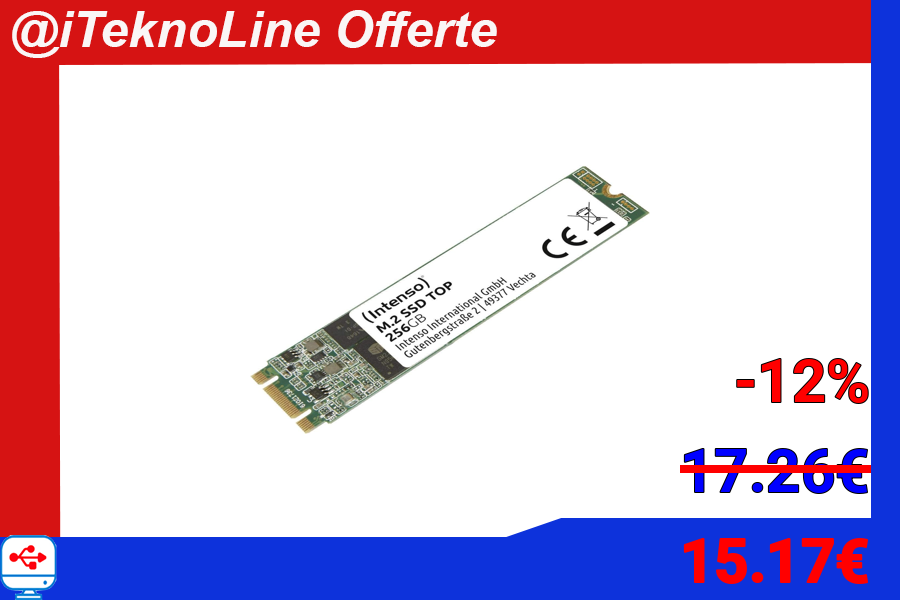 @iTeknoLine Offerte
(Intenso)
M.2 SSD TOP
256GB
Intenso International GmbH
Gutenbergstraße 2 | 49377 Vechta
CE
-12%
17.26€
15.17€